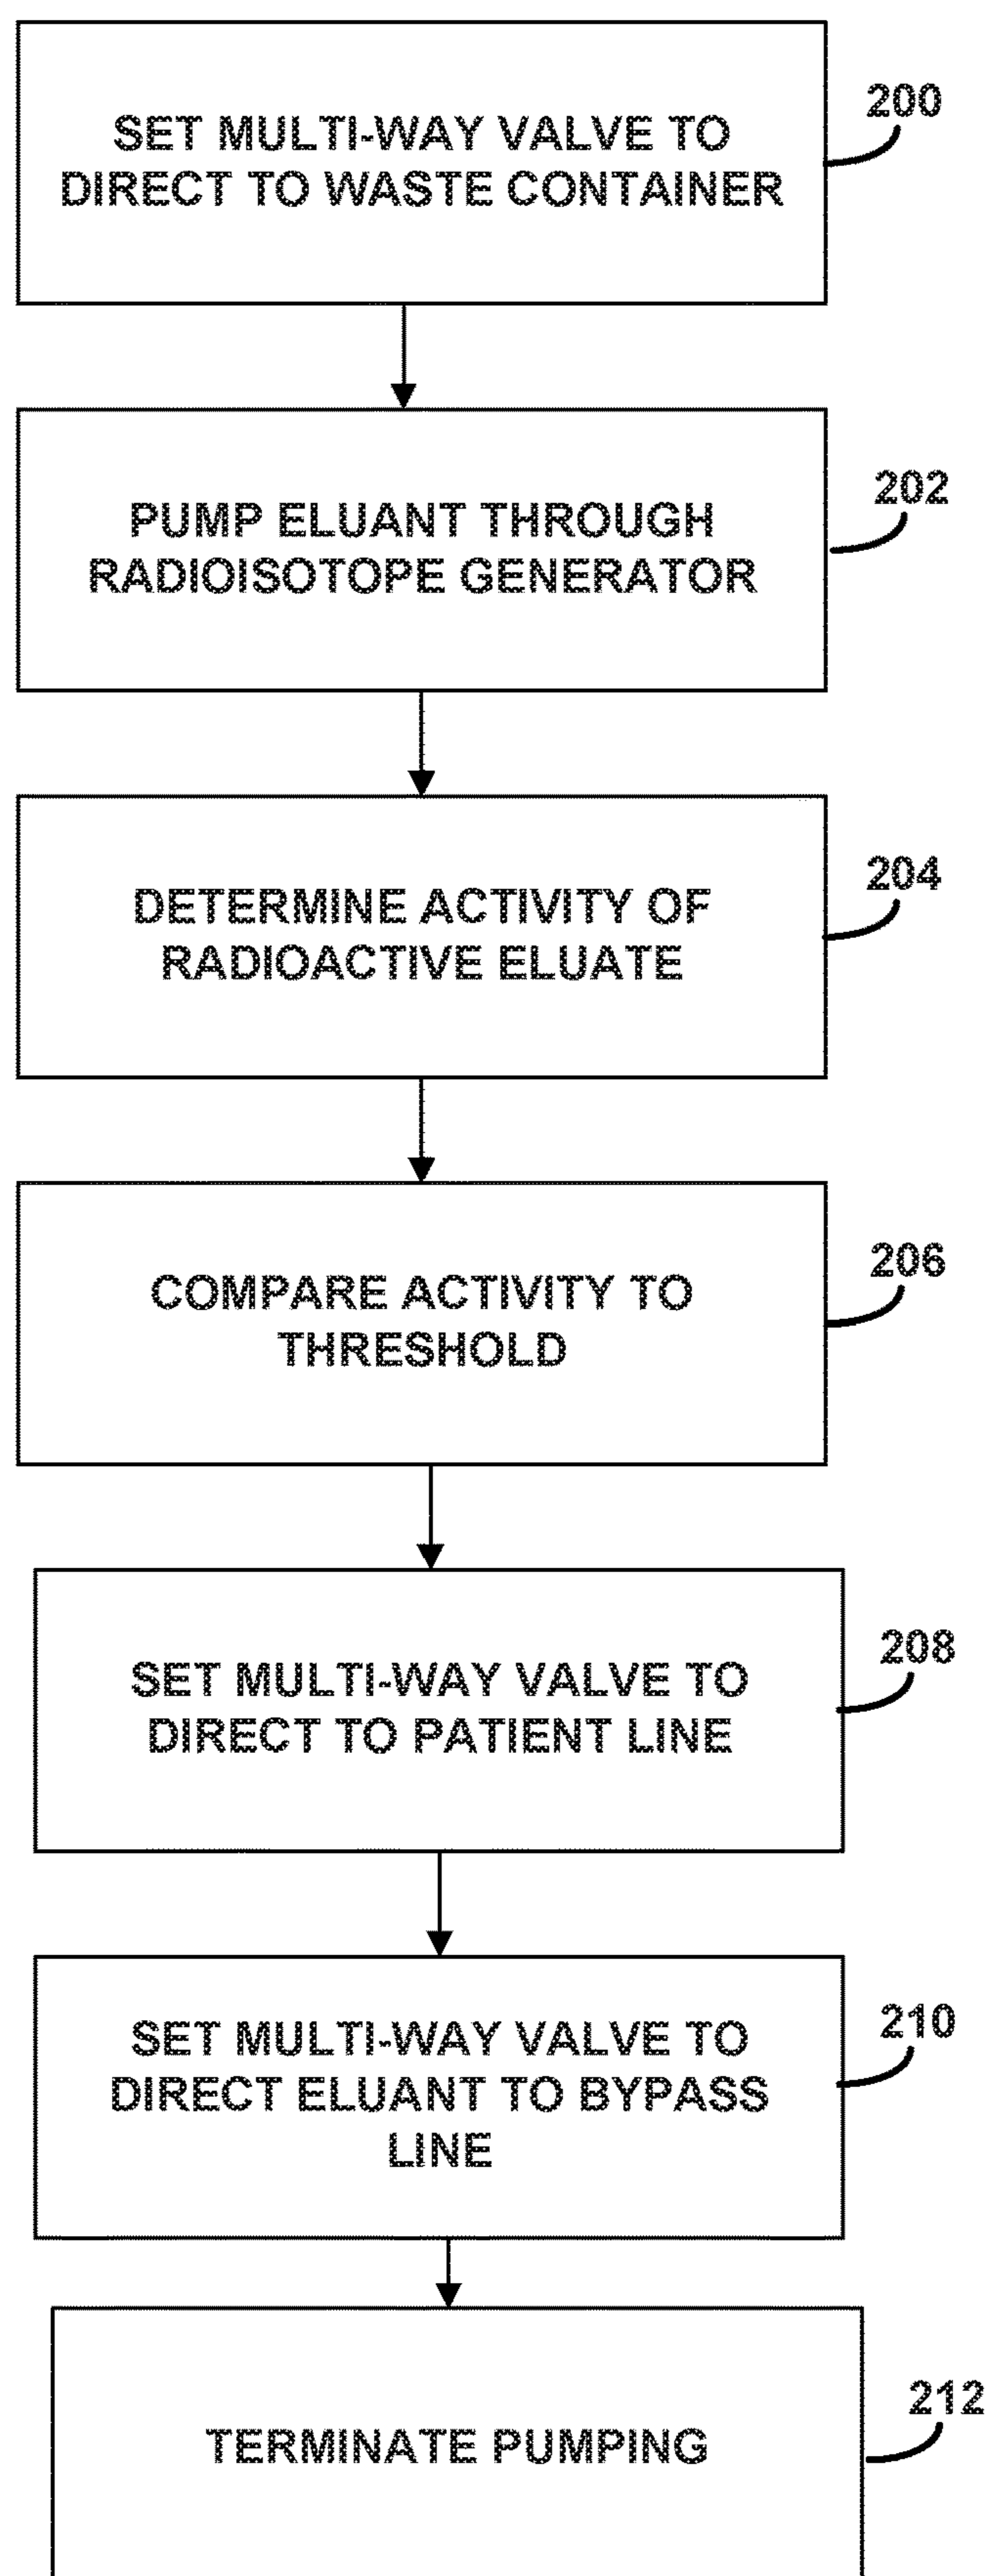 SET MULTI-WAY VALVE TO
DIRECT TO WASTE CONTAINER
200
PUMP ELUANT THROUGH
RADIOISOTOPE GENERATOR
202
DETERMINE ACTIVITY OF
RADIOACTIVE ELUATE
204
COMPARE ACTIVITY TO
THRESHOLD
206
SET MULTI-WAY VALVE TO
DIRECT TO PATIENT LINE
208
SET MULTI-WAY VALVE TO
DIRECT ELUANT TO BYPASS
LINE
210
TERMINATE PUMPING
212